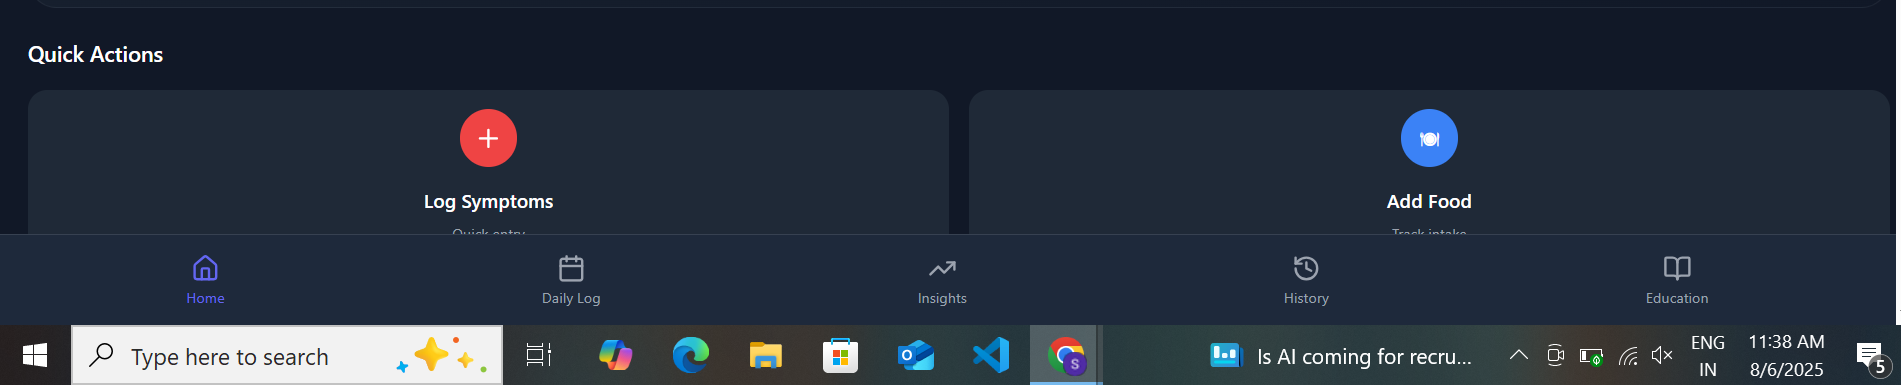 Quick Actions
Log Symptoms
Quick entry
Add Food
Track intake
Home
Daily Log
Insights
History
Education
Type here to search
Is AI coming for recru...
ENG
IN
11:38 AM
8/6/2025
5
S